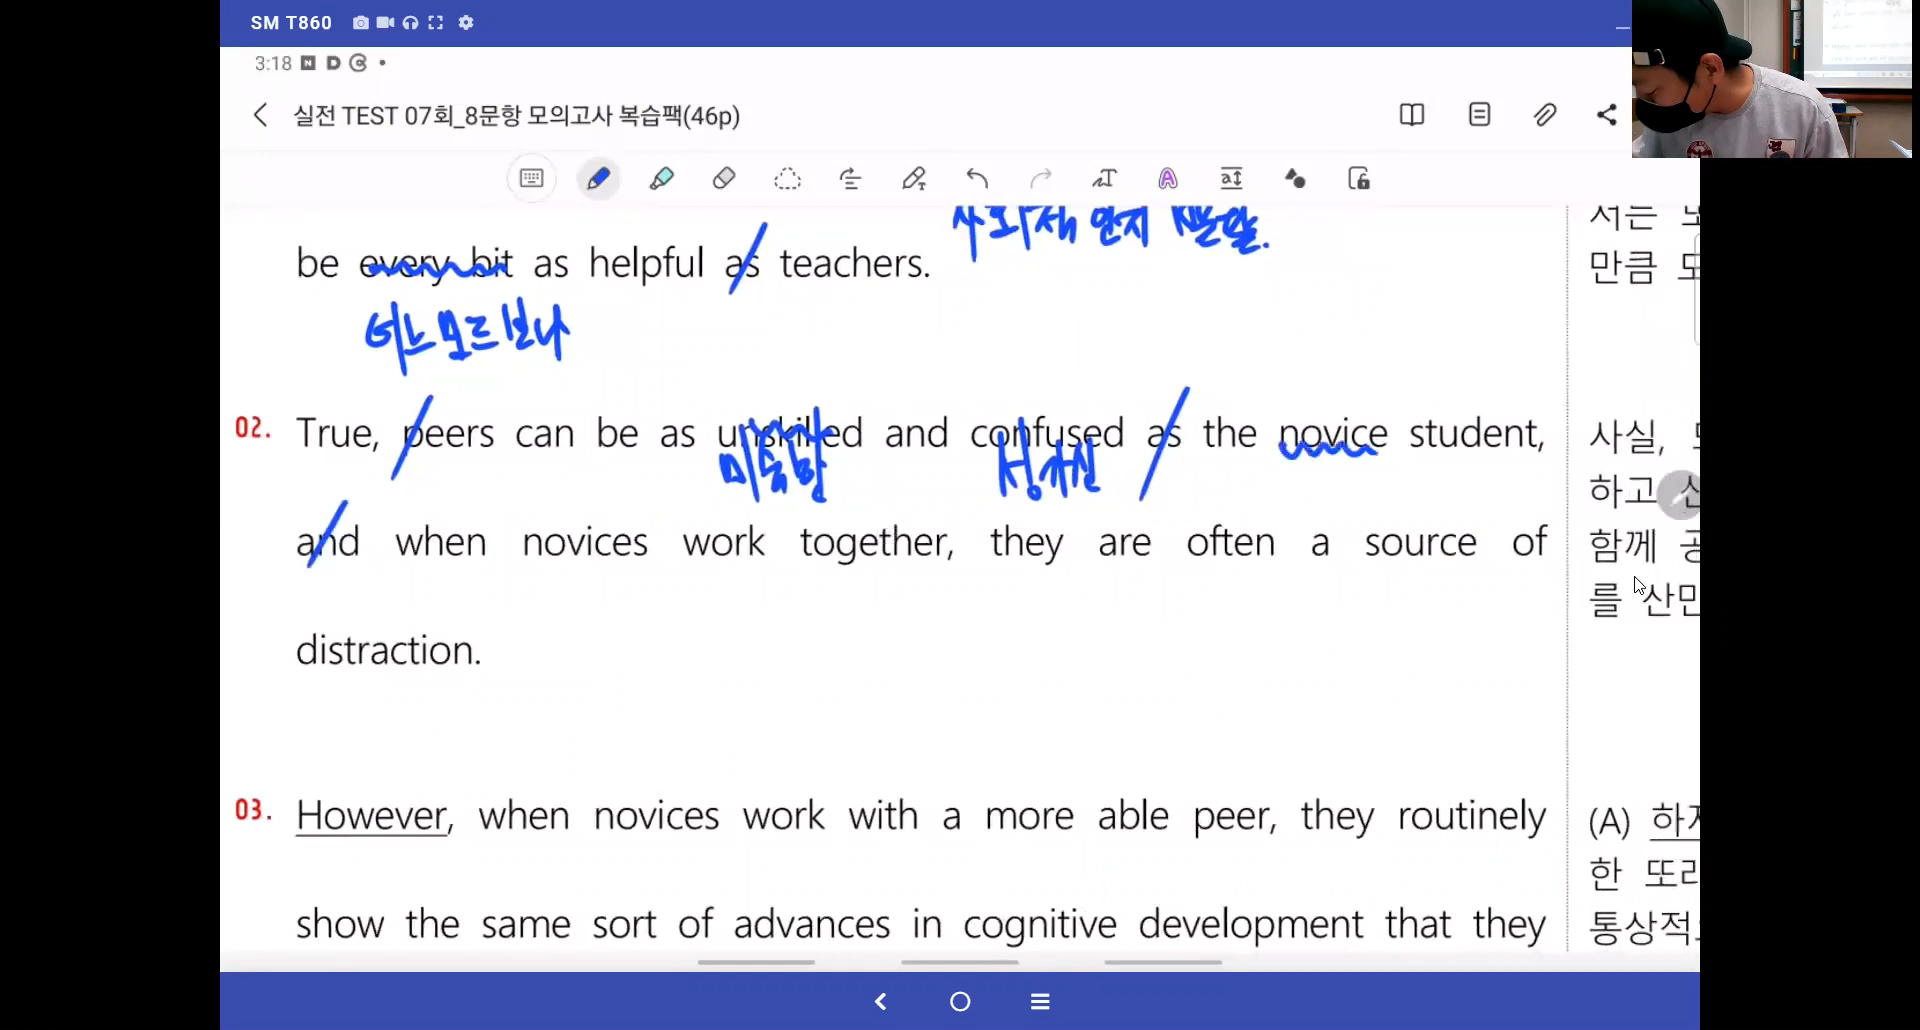 SM T860
3:18
실전 TEST 07회_8문항 모의고사 복습팩(46p)
be every bit as helpful as teachers.
만큼
02. True, peers can be as unskilled and confused as the novice student,
미숙함
and when novices work together, they are often a source of
distraction.
사실,
하고
함께
를 산만
03. However, when novices work with a more able peer, they routinely
show the same sort of advances in cognitive development that they
(A) 하지
한 또래
통상적